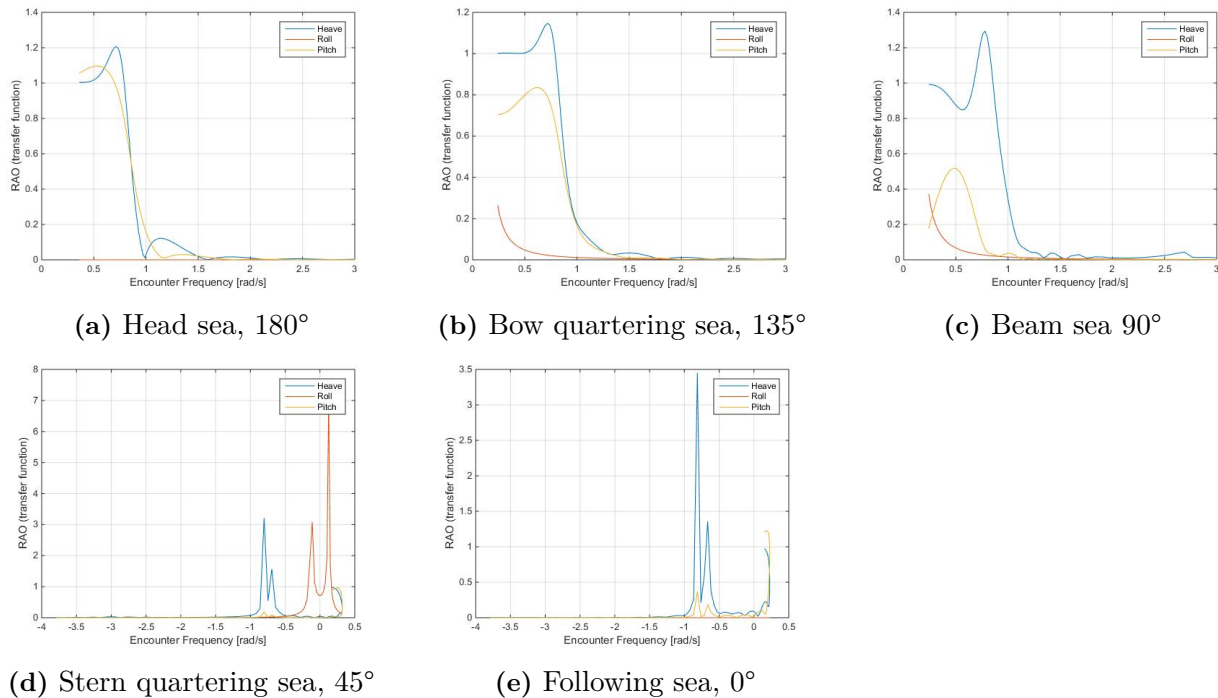 1.4
1.2
1
0.8
0.6
0.4
0.2
0
RAO (transfer function)
Heave
Roll
Pitch
0 0.5 1 1.5 2 2.5 3
Encounter Frequency [rad/s]
(a) Head sea, 180°
1.2
1
0.8
0.6
0.4
0.2
0
RAO (transfer function)
Heave
Roll
Pitch
0 0.5 1 1.5 2 2.5 3
Encounter Frequency [rad/s]
(b) Bow quartering sea, 135°
1.4
1.2
1
0.8
0.6
0.4
0.2
0
RAO (transfer function)
Heave
Roll
Pitch
0 0.5 1 1.5 2 2.5 3
Encounter Frequency [rad/s]
(c) Beam sea 90°
8
7
6
5
4
3
2
1
0
RAO (transfer function)
Heave
Roll
Pitch
-4 -3.5 -3 -2.5 -2 -1.5 -1 -0.5 0 0.5
Encounter Frequency [rad/s]
(d) Stern quartering sea, 45°
3.5
3
2.5
2
1.5
1
0.5
0
RAO (transfer function)
Heave
Roll
Pitch
-4 -3.5 -3 -2.5 -2 -1.5 -1 -0.5 0 0.5
Encounter Frequency [rad/s]
(e) Following sea, 0°